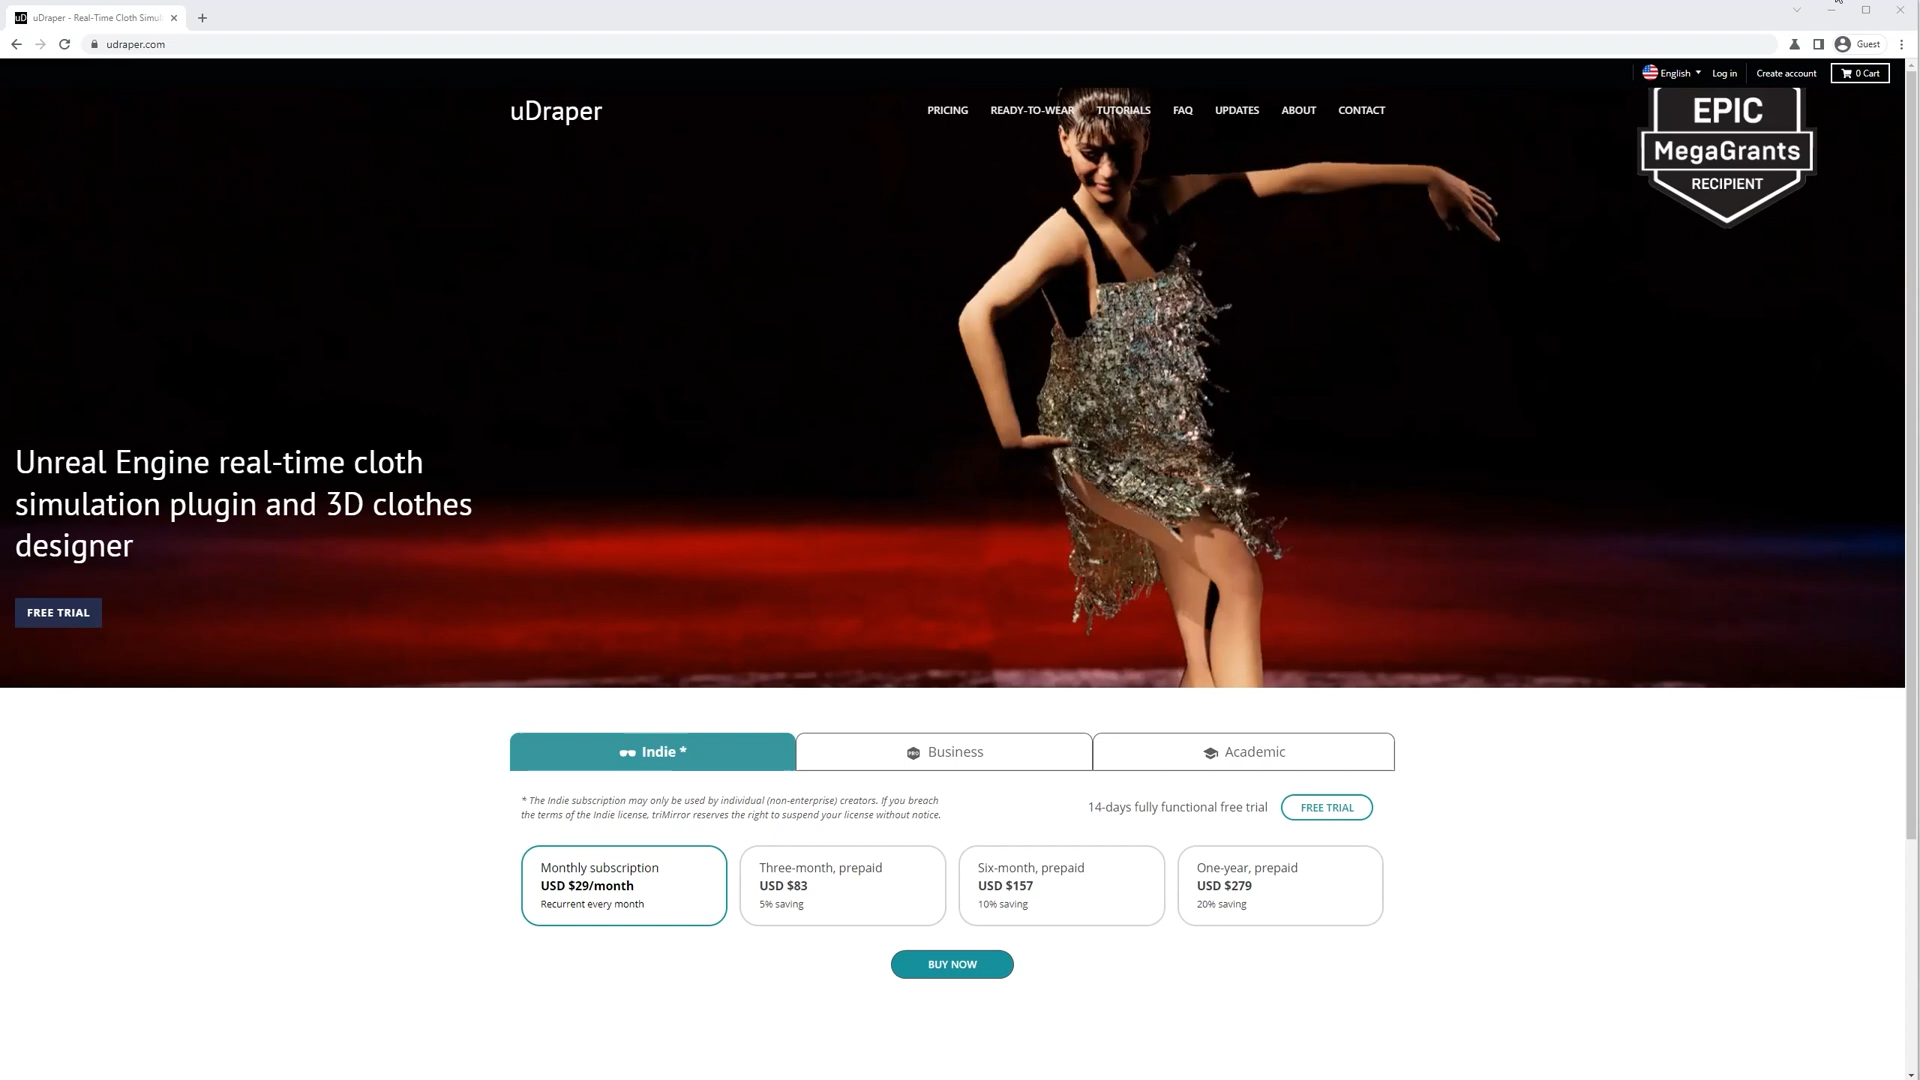 uD uDraper - Real-Time Cloth Simul
udraper.com
Guest
English
Log in
Create account
0 Cart
uDraper
PRICING
READY-TO-WEAR
TUTORIALS
FAQ
UPDATES
ABOUT
CONTACT
EPIC
MegaGrants
RECIPIENT
Unreal Engine real-time cloth
simulation plugin and 3D clothes
designer
FREE TRIAL
Indie *
Business
Academic
* The Indie subscription may only be used by individual (non-enterprise) creators. If you breach
the terms of the Indie license, triMirror reserves the right to suspend your license without notice.
14-days fully functional free trial
FREE TRIAL
Monthly subscription
USD $29/month
Recurrent every month
Three-month, prepaid
USD $83
5% saving
Six-month, prepaid
USD $157
10% saving
One-year, prepaid
USD $279
20% saving
BUY NOW